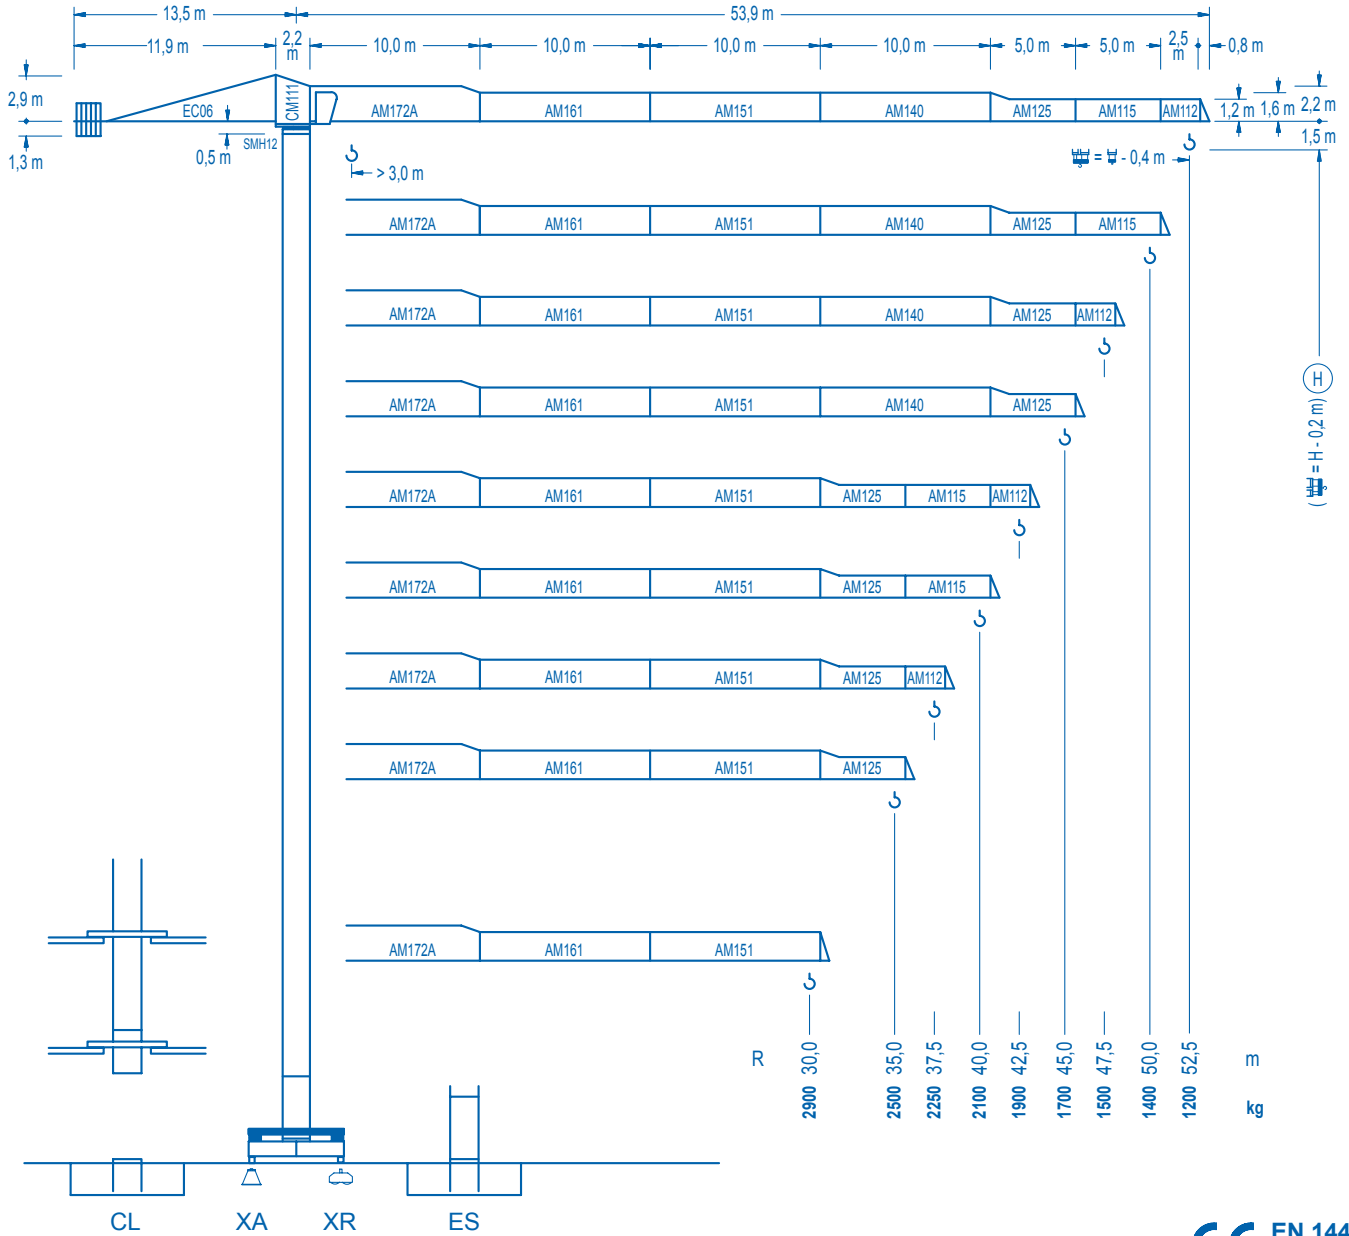 13,5 m
53,9 m
11,9 m
2,2 m
10,0 m
10,0 m
10,0 m
10,0 m
5,0 m
5,0 m
2,5 m
0,8 m
2,9 m
EC06
CM111
AM172A
AM161
AM151
AM140
AM125
AM115
AM112
1,2 m
1,6 m
2,2 m
1,3 m
0,5 m
SMH12
1,5 m
> 3,0 m
= - 0,4 m
AM172A
AM161
AM151
AM140
AM125
AM115
AM172A
AM161
AM151
AM140
AM125
AM112
H
( = H - 0,2 m)
AM172A
AM161
AM151
AM140
AM125
AM172A
AM161
AM151
AM125
AM115
AM112
AM172A
AM161
AM151
AM125
AM115
AM172A
AM161
AM151
AM125
AM112
AM172A
AM161
AM151
AM125
AM172A
AM161
AM151
R 30,0 35,0 37,5 40,0 42,5 45,0 47,5 50,0 52,5 m
2900 2500 2250 2100 1900 1700 1500 1400 1200 kg
CL
XA
XR
ES
CE EN 144